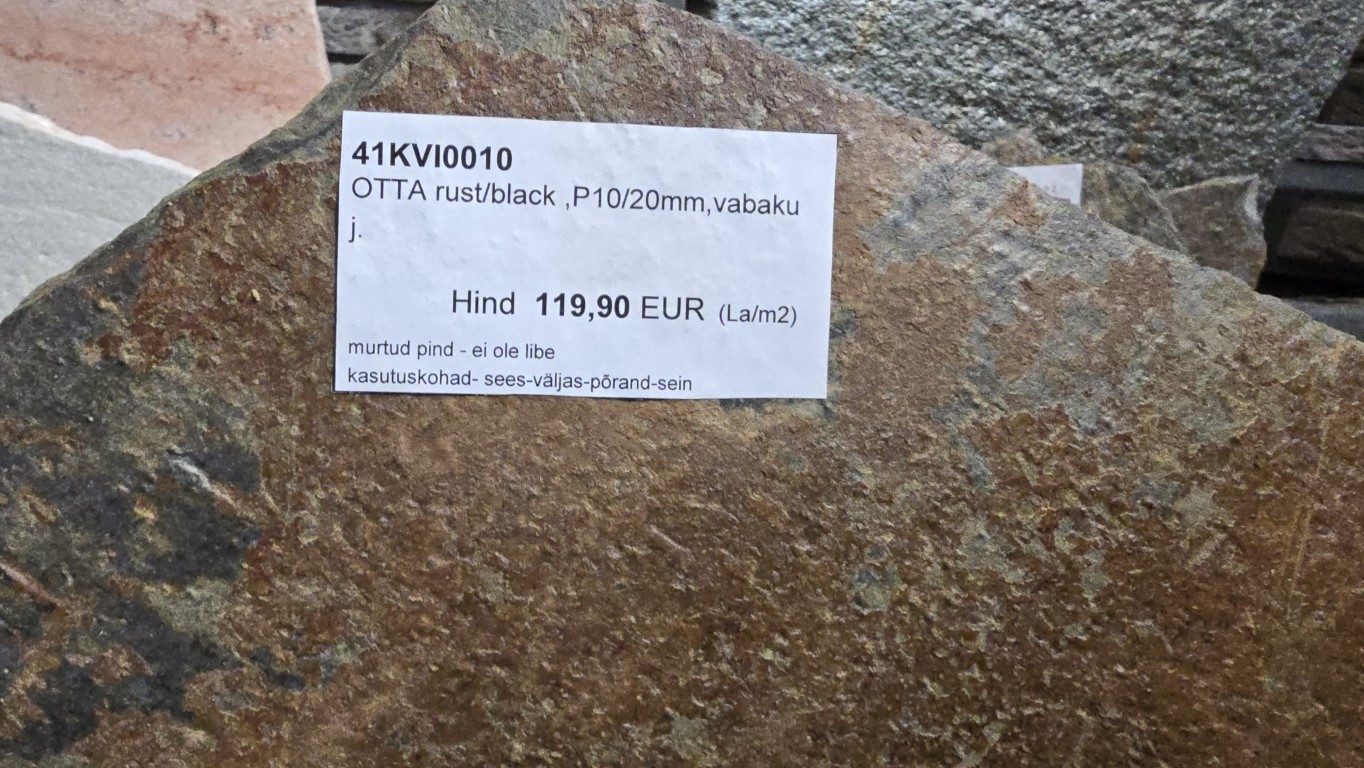 41KVI0010
OTTA rust/black ,P10/20mm,vabaku
j.
Hind 119,90 EUR (La/m2)
murtud pind - ei ole libe
kasutuskohad- sees-väljas-põrand-sein